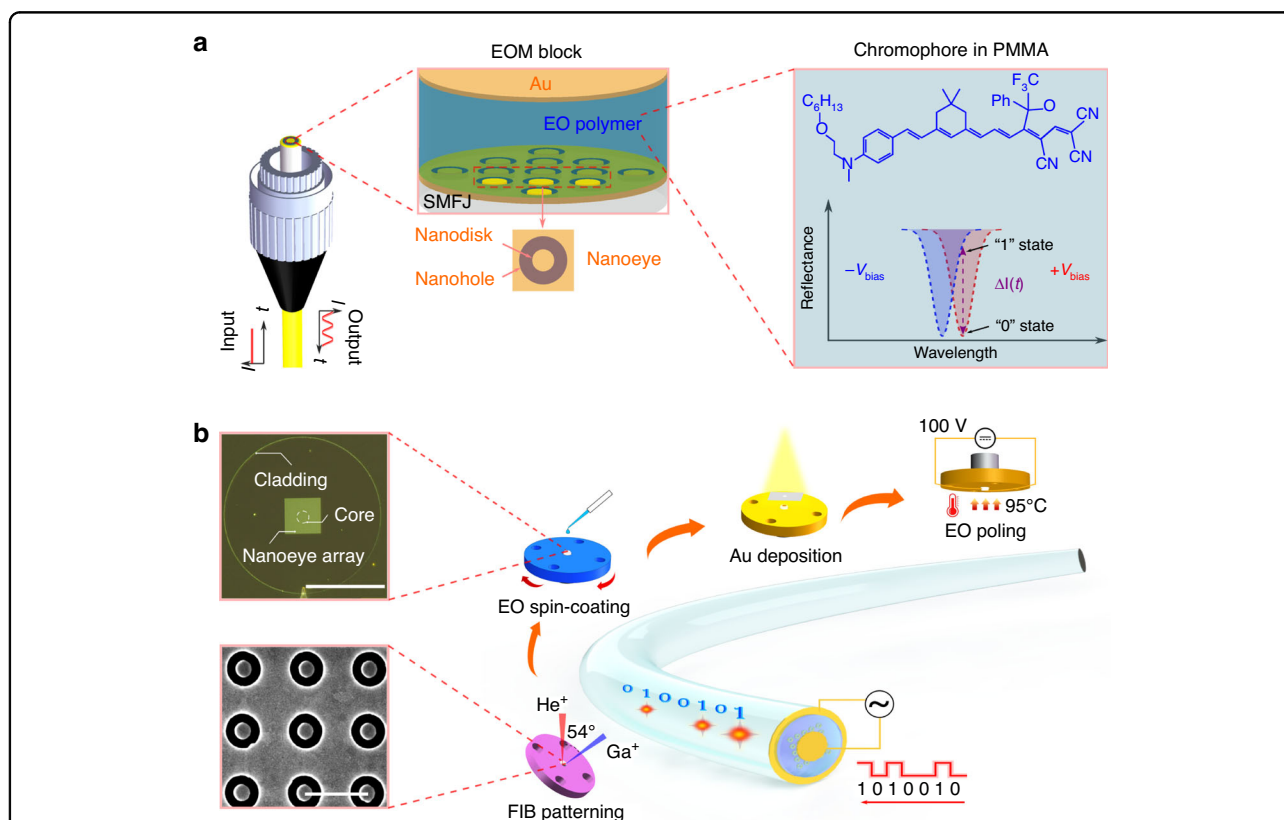 a
EOM block
Au
EO polymer
SMFJ
Nanodisk
Nanohole
Nanoeye
Input
I
t
I
t
Output
Chromophore in PMMA
C6H13
O
N
F3C
Ph
O
CN
CN
CN
Reflectance
−Vbias
"1" state
+Vbias
ΔI(t)
"0" state
Wavelength
b
Cladding
Core
Nanoeye array
EO spin-coating
Au deposition
100 V
95°C
EO poling
He+
54°
Ga+
FIB patterning
0 1 0 0 1 0 1
1 0 1 0 0 1 0